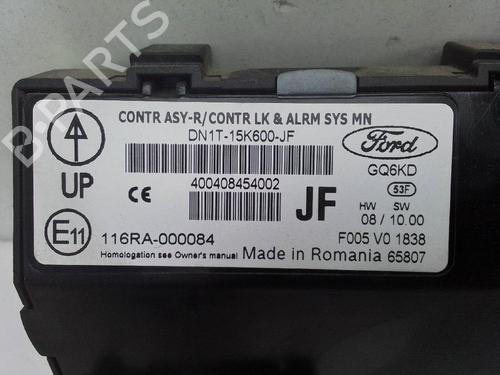 B-PARTS
CONTR ASY-R/CONTR LK & ALRM SYS MN
DN1T-15K600-JF
Ford
UP
CE
400408454002
JF
GQ6KD
53F
HW SW
08 / 10.00
E11
116RA-000084
F005 V0 1838
Homologation see Owner's manual
Made in Romania 65807